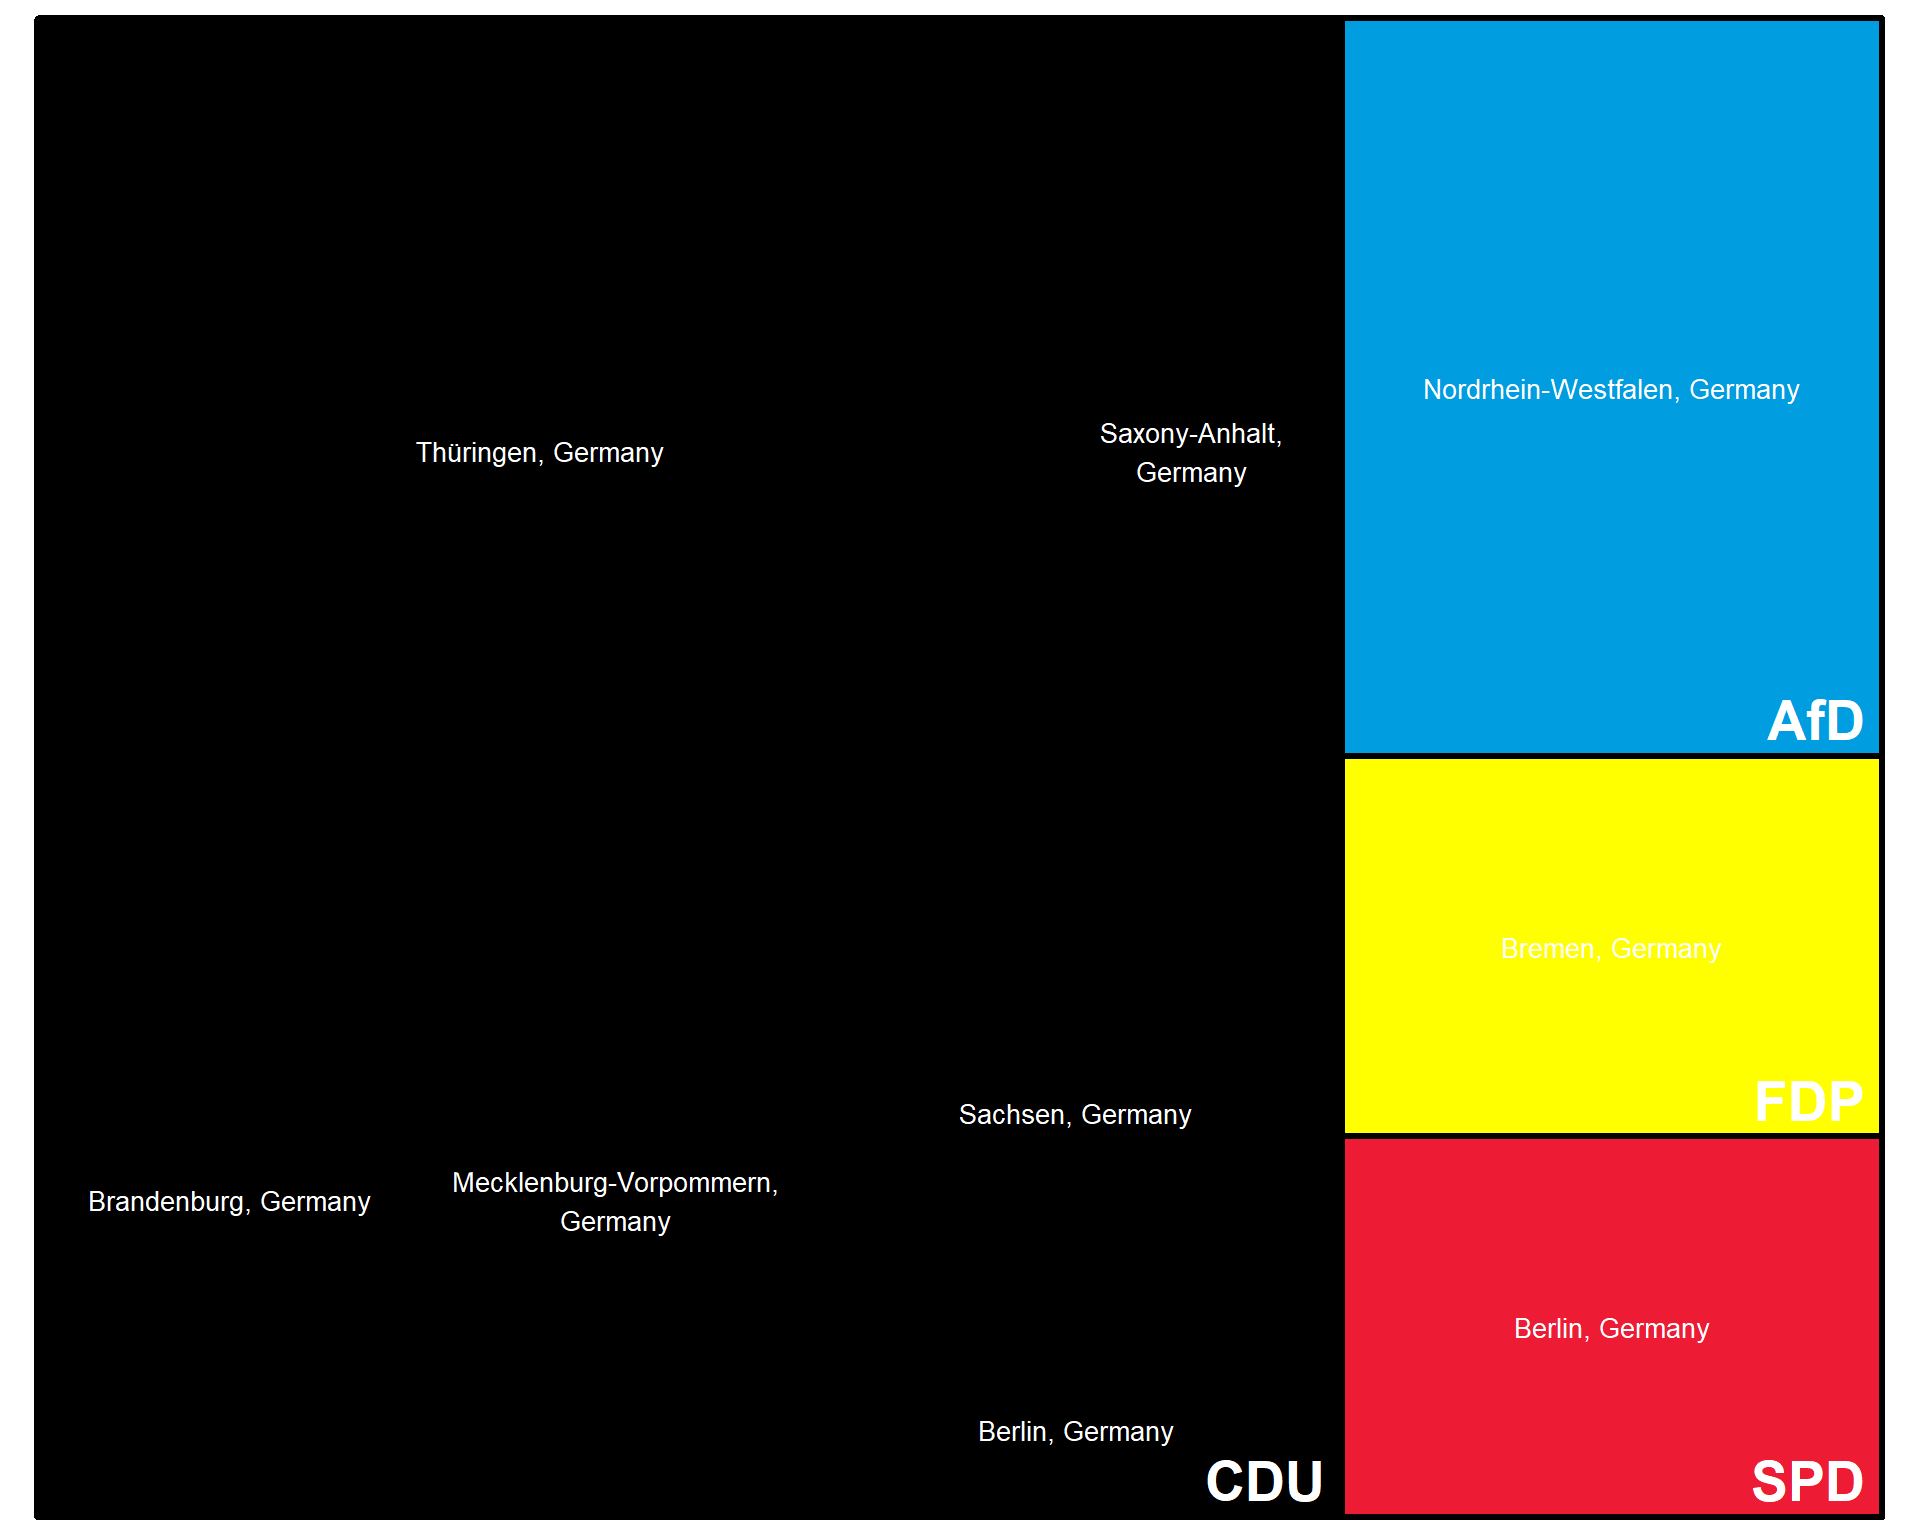 Nordrhein-Westfalen, Germany
Thüringen, Germany
Saxony-Anhalt,
Germany
AfD
Bremen, Germany
FDP
Sachsen, Germany
Brandenburg, Germany
Mecklenburg-Vorpommern,
Germany
Berlin, Germany
Berlin, Germany
CDU
SPD